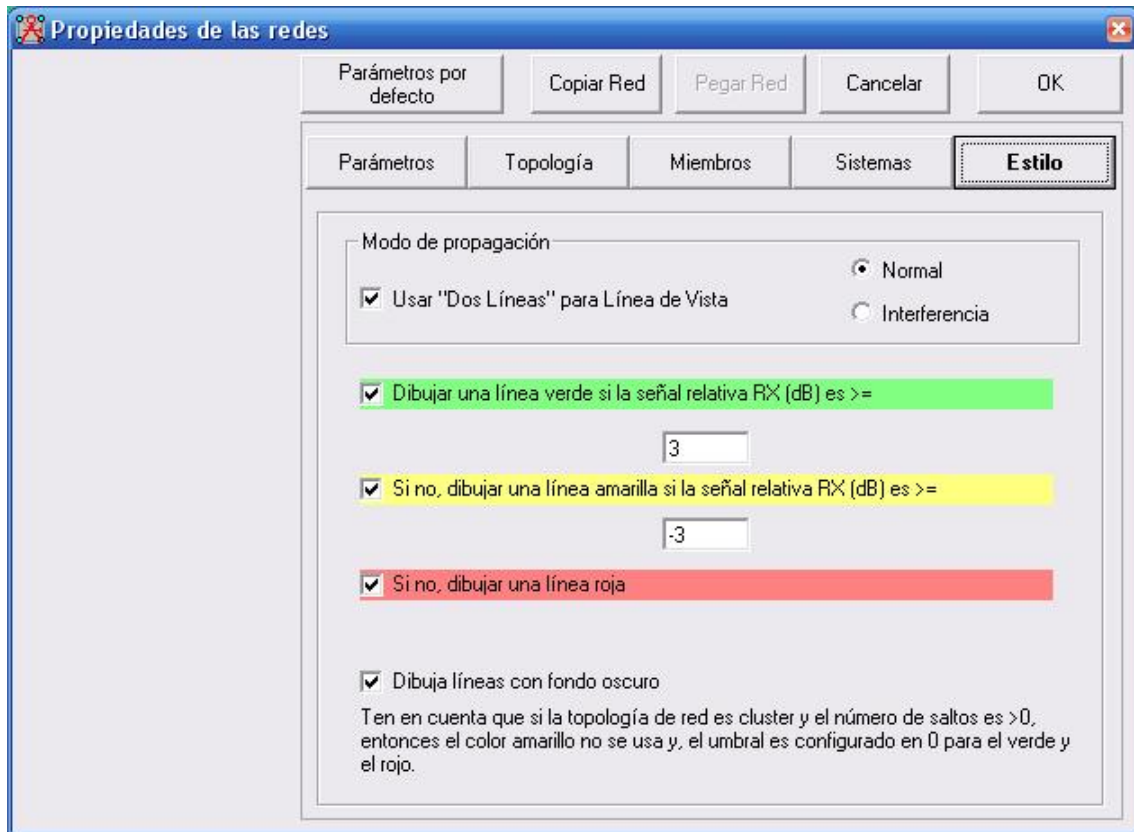 Propiedades de las redes
Parámetros por
defecto
Copiar Red
Pegar Red
Cancelar
OK
Parámetros
Topología
Miembros
Sistemas
Estilo
Modo de propagación
Usar "Dos Líneas" para Línea de Vista
Normal
Interferencia
Dibujar una línea verde si la señal relativa RX (dB) es >=
3
Si no, dibujar una línea amarilla si la señal relativa RX (dB) es >=
-3
Si no, dibujar una línea roja
Dibuja líneas con fondo oscuro
Ten en cuenta que si la topología de red es cluster y el número de saltos es >0,
entonces el color amarillo no se usa y, el umbral es configurado en 0 para el verde y
el rojo.